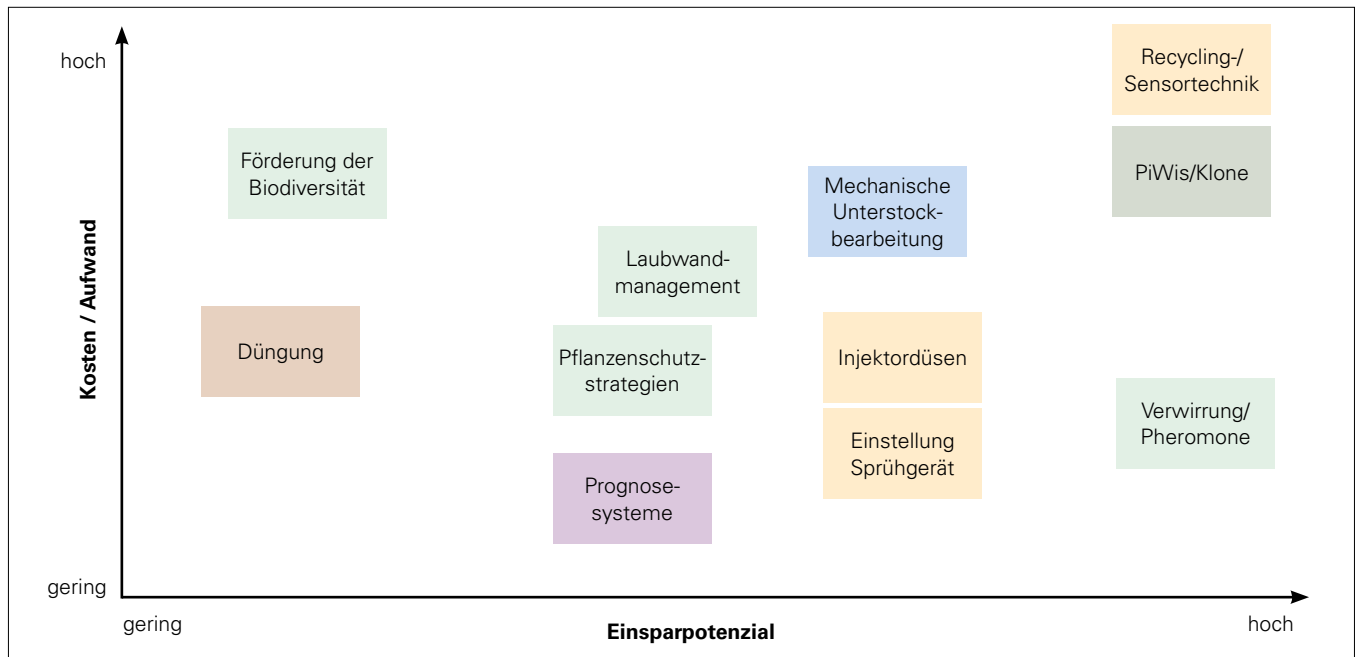 hoch
Recycling-/
Sensortechnik
Förderung der
Biodiversität
PiWis/Klone
Mechanische
Unterstock-
bearbeitung
Laubwand-
management
Kosten / Aufwand
Düngung
Pflanzenschutz-
strategien
Injektordüsen
Verwirrung/
Pheromone
Einstellung
Sprühgerät
Prognose-
systeme
gering
gering
Einsparpotenzial
hoch